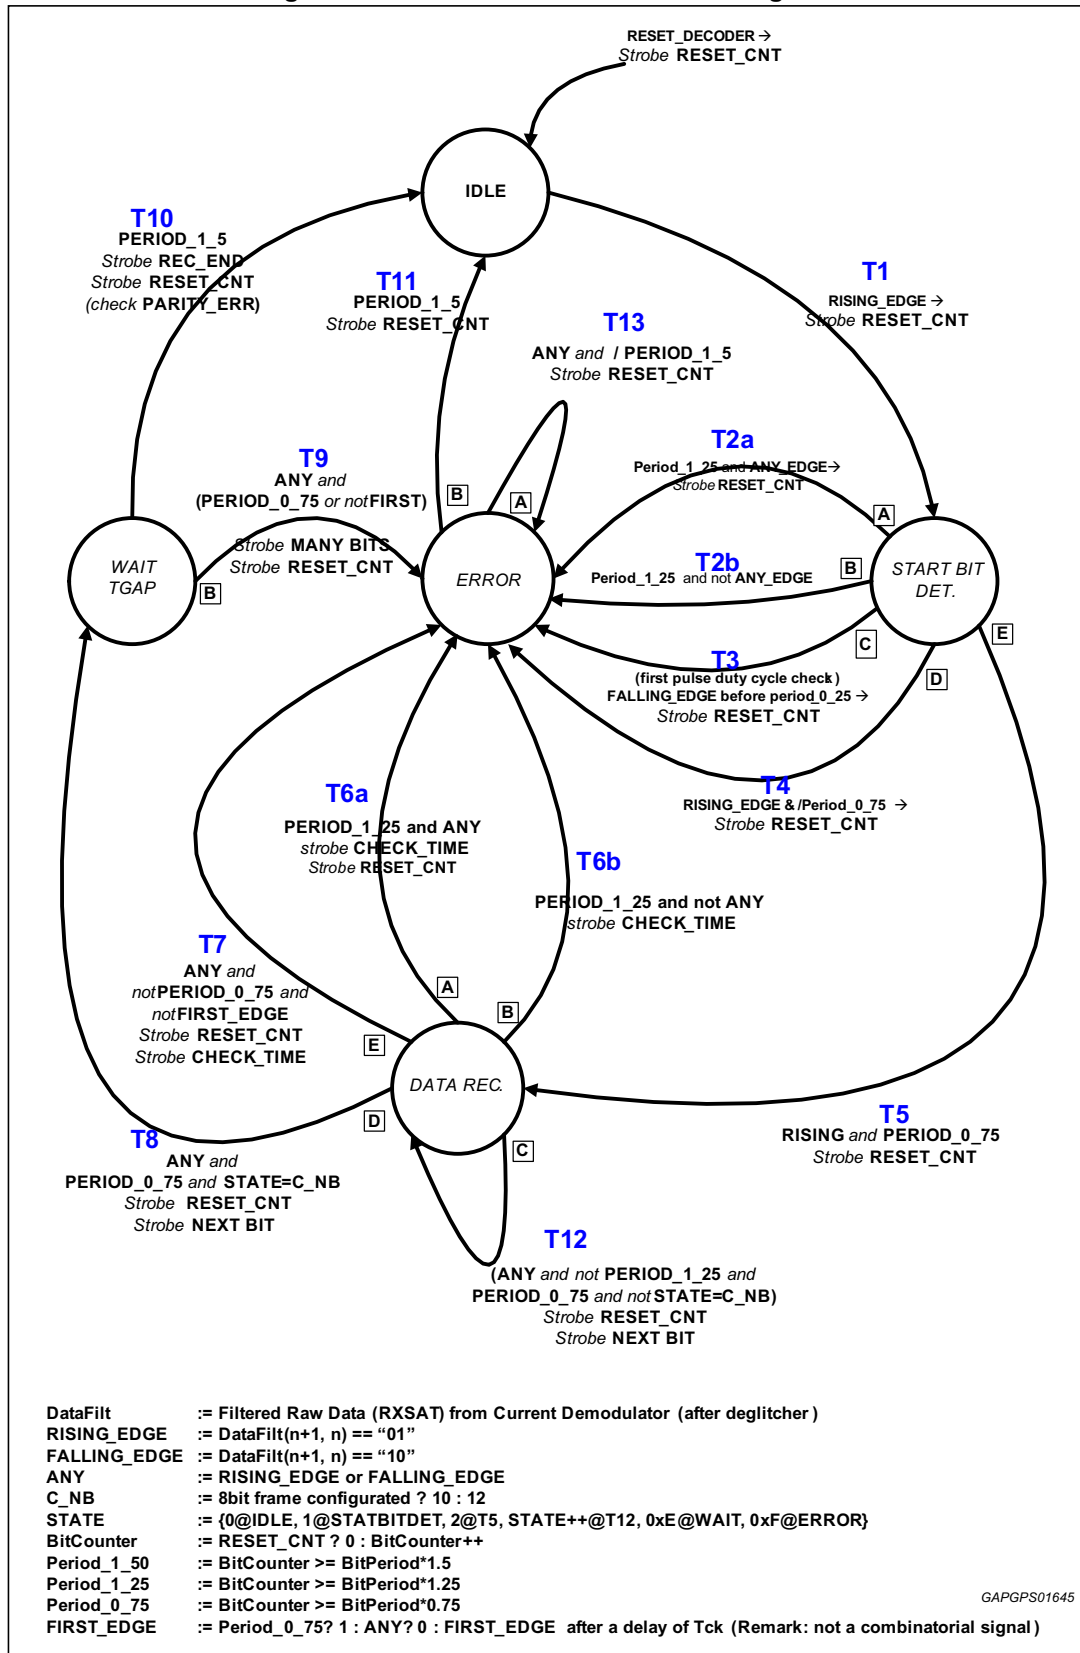 RESET_DECODER →
Strobe RESET_CNT
IDLE
T10
PERIOD_1_5
Strobe REC_END
Strobe RESET_CNT
(check PARITY_ERR)
T11
PERIOD_1_5
Strobe RESET_CNT
T1
RISING_EDGE →
Strobe RESET_CNT
T13
ANY and / PERIOD_1_5
Strobe RESET_CNT
T2a
Period_1_25 and ANY_EDGE→
Strobe RESET_CNT
T9
ANY and
(PERIOD_0_75 or not FIRST)
Strobe MANY BITS
Strobe RESET_CNT
B
A
A
WAIT
TGAP
B
ERROR
T2b
Period_1_25 and not ANY_EDGE
B
START BIT
DET.
C
E
D
T3
(first pulse duty cycle check)
FALLING_EDGE before period_0_25 →
Strobe RESET_CNT
T4
RISING_EDGE & /Period_0_75 →
Strobe RESET_CNT
T6a
PERIOD_1_25 and ANY
strobe CHECK_TIME
Strobe RESET_CNT
T6b
PERIOD_1_25 and not ANY
strobe CHECK_TIME
T7
ANY and
not PERIOD_0_75 and
not FIRST_EDGE
Strobe RESET_CNT
Strobe CHECK_TIME
A
B
E
DATA REC.
D
C
T5
RISING and PERIOD_0_75
Strobe RESET_CNT
T8
ANY and
PERIOD_0_75 and STATE=C_NB
Strobe RESET_CNT
Strobe NEXT BIT
T12
(ANY and not PERIOD_1_25 and
PERIOD_0_75 and not STATE=C_NB)
Strobe RESET_CNT
Strobe NEXT BIT
DataFilt := Filtered Raw Data (RXSAT) from Current Demodulator (after deglitcher)
RISING_EDGE := DataFilt(n+1, n) == “01”
FALLING_EDGE := DataFilt(n+1, n) == “10”
ANY := RISING_EDGE or FALLING_EDGE
C_NB := 8bit frame configurated ? 10 : 12
STATE := {0@IDLE, 1@STATBITDET, 2@T5, STATE++@T12, 0xE@WAIT, 0xF@ERROR}
BitCounter := RESET_CNT ? 0 : BitCounter++
Period_1_50 := BitCounter >= BitPeriod*1.5
Period_1_25 := BitCounter >= BitPeriod*1.25
Period_0_75 := BitCounter >= BitPeriod*0.75
GAPGPS01645
FIRST_EDGE := Period_0_75? 1 : ANY? 0 : FIRST_EDGE after a delay of Tck (Remark: not a combinatorial signal)